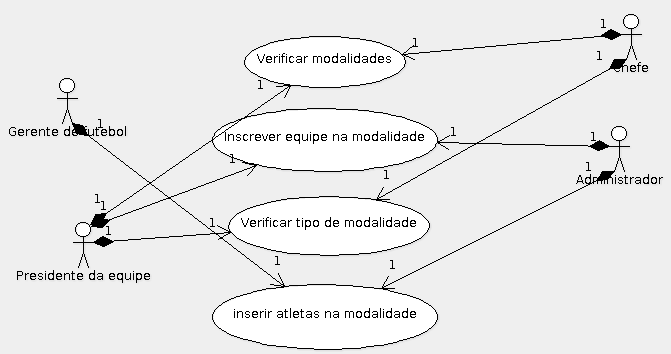 1
1
Verificar modalidades
1
chefe
1
Gerente de futebol
1
Inscrever equipe na modalidade
1
1
1
1
Administrador
1
1
1
1
Verificar tipo de modalidade
1
1
Presidente da equipe
1
1
inserir atletas na modalidade